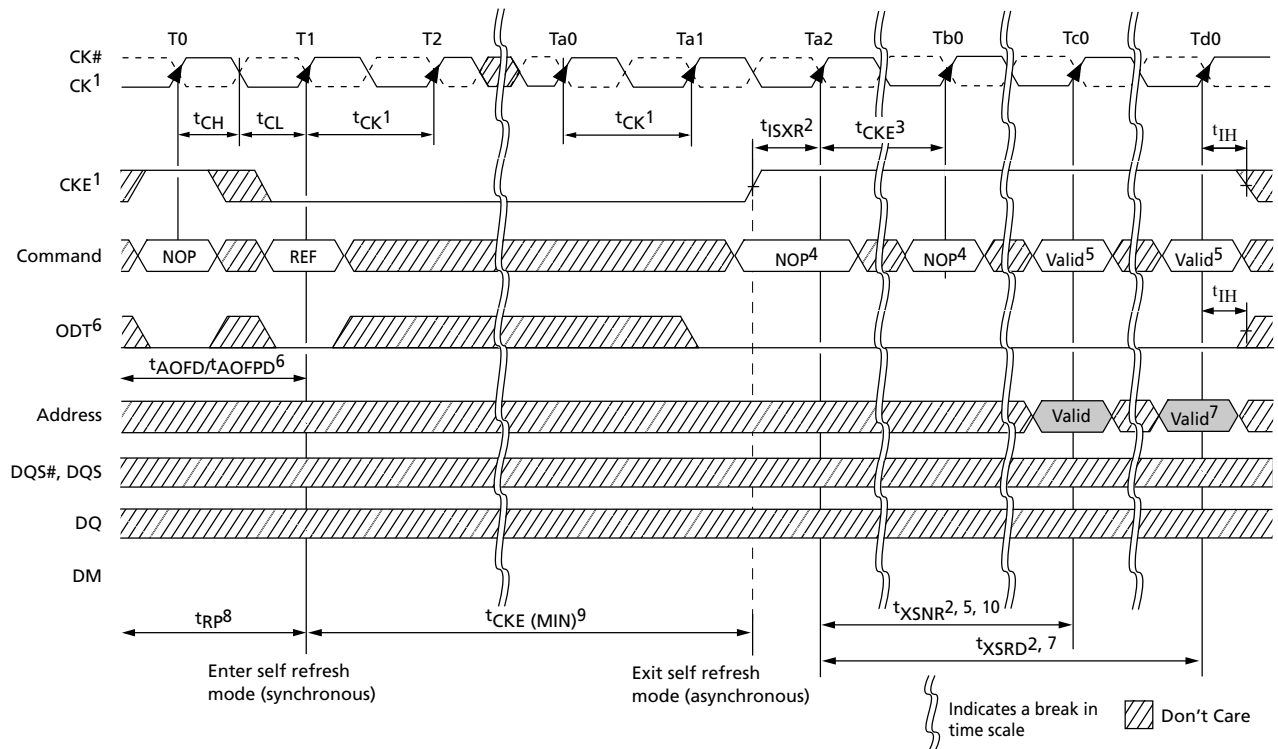 T0 T1 T2 Ta0 Ta1 Ta2 Tb0 Tc0 Td0
CK#
CK1
tCH tCL tCK1 tCK1 tISXR2 tCKE3 tIH
CKE1
Command NOP REF NOP4 NOP4 Valid5 Valid5
tIH
ODT6
tAOFD/tAOFPD6
Address Valid Valid7
DQS#, DQS
DQ
DM
tRP8 tCKE (MIN)9 tXSNR2, 5, 10
tXSRD2, 7
Enter self refresh
mode (synchronous)
Exit self refresh
mode (asynchronous)
Indicates a break in
time scale
Don't Care